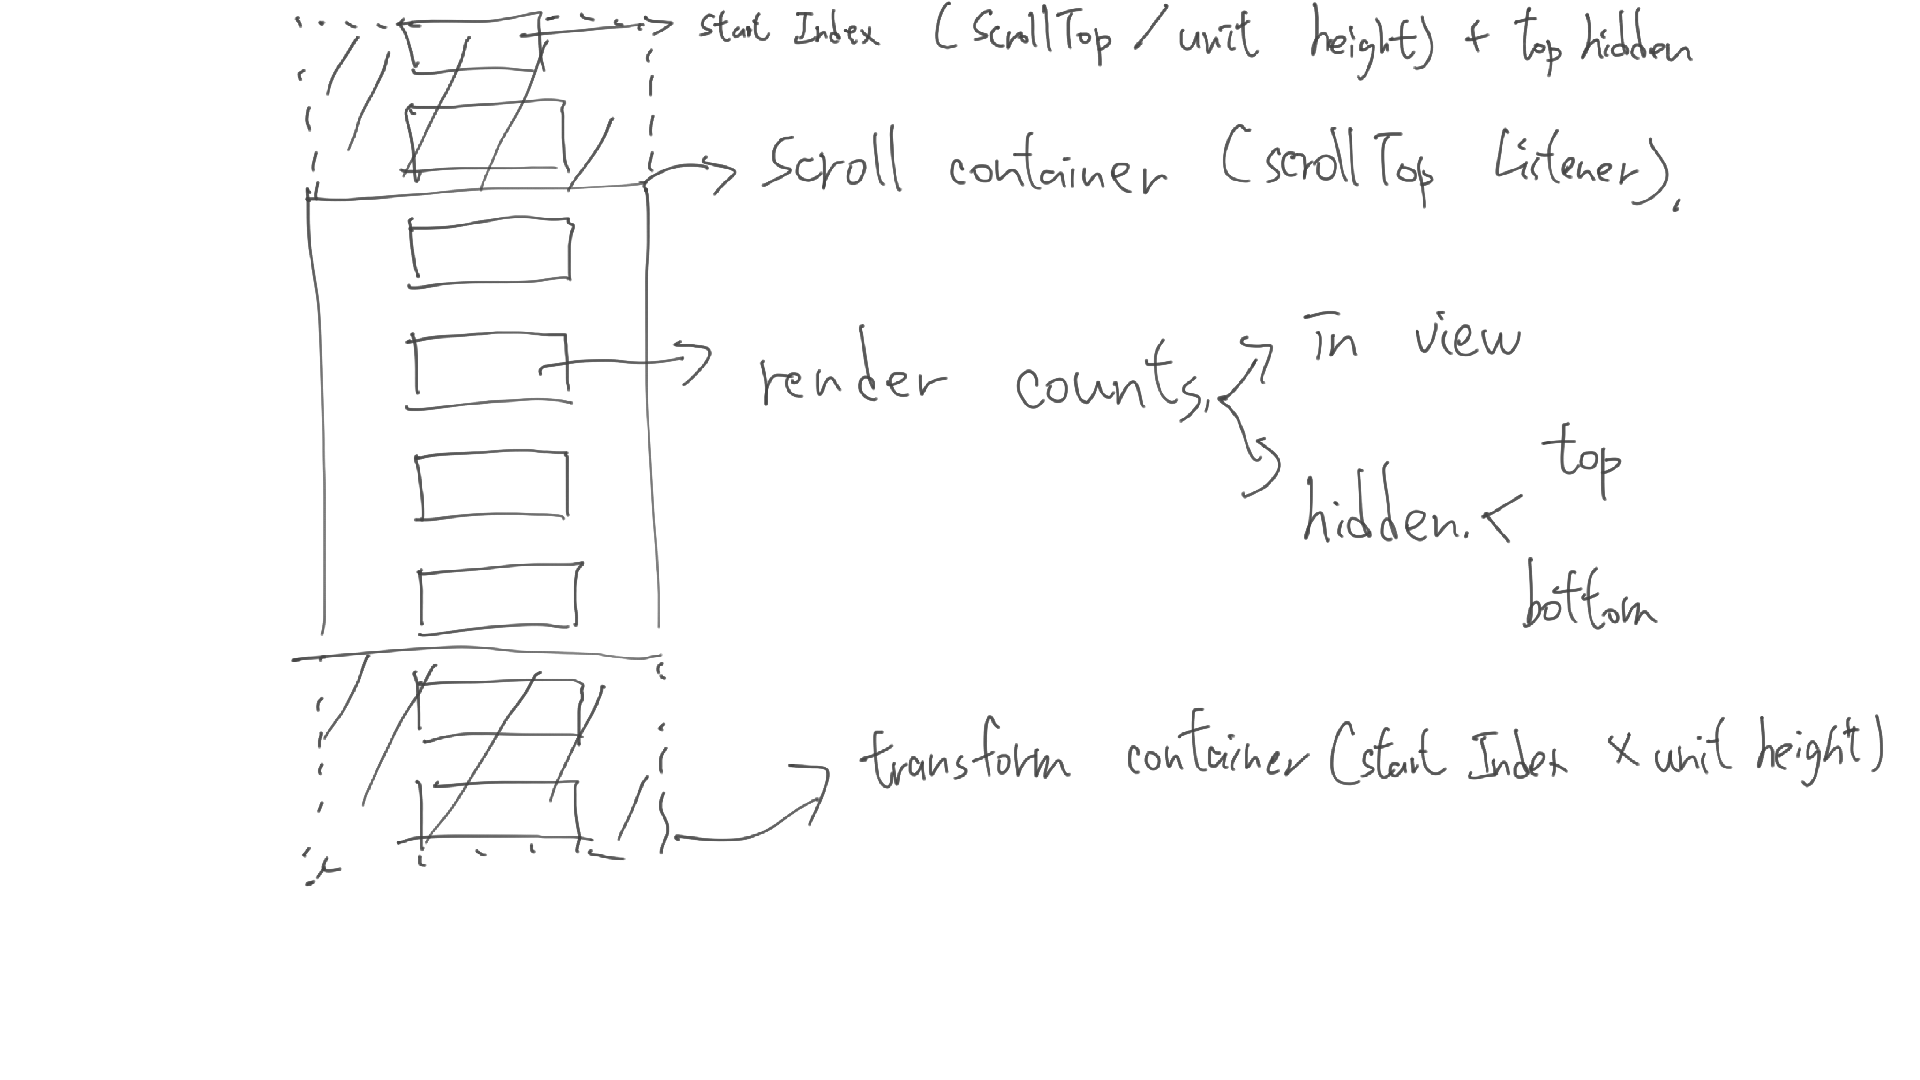 start Index (ScrollTop / unit height) + top hidden
Scroll container (scrollTop Listener).
render counts.
in view
hidden.
top
bottom
transform container (start Index x unit height)